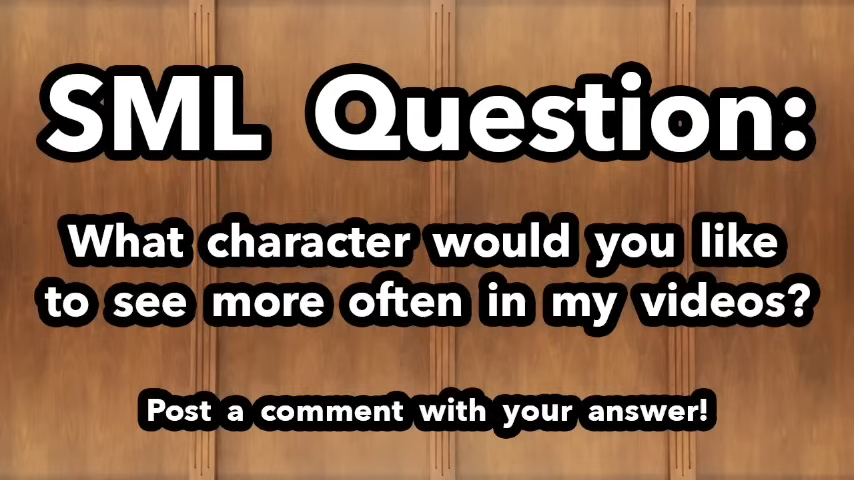 SML Question:
What character would you like
to see more often in my videos?
Post a comment with your answer!